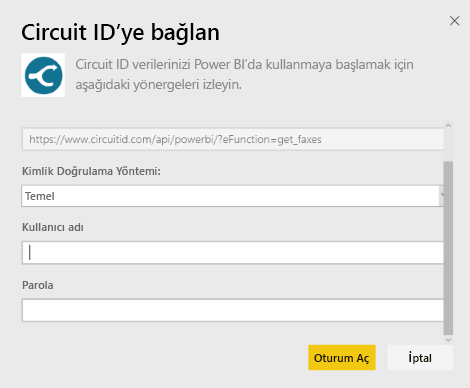 Circuit ID’ye bağlan
Circuit ID verilerinizi Power BI’da kullanmaya başlamak için
aşağıdaki yönergeleri izleyin.
https://www.circuitid.com/api/powerbi/?eFunction=get_faxes
Kimlik Doğrulama Yöntemi:
Temel
Kullanıcı adı
Parola
Oturum Aç
İptal